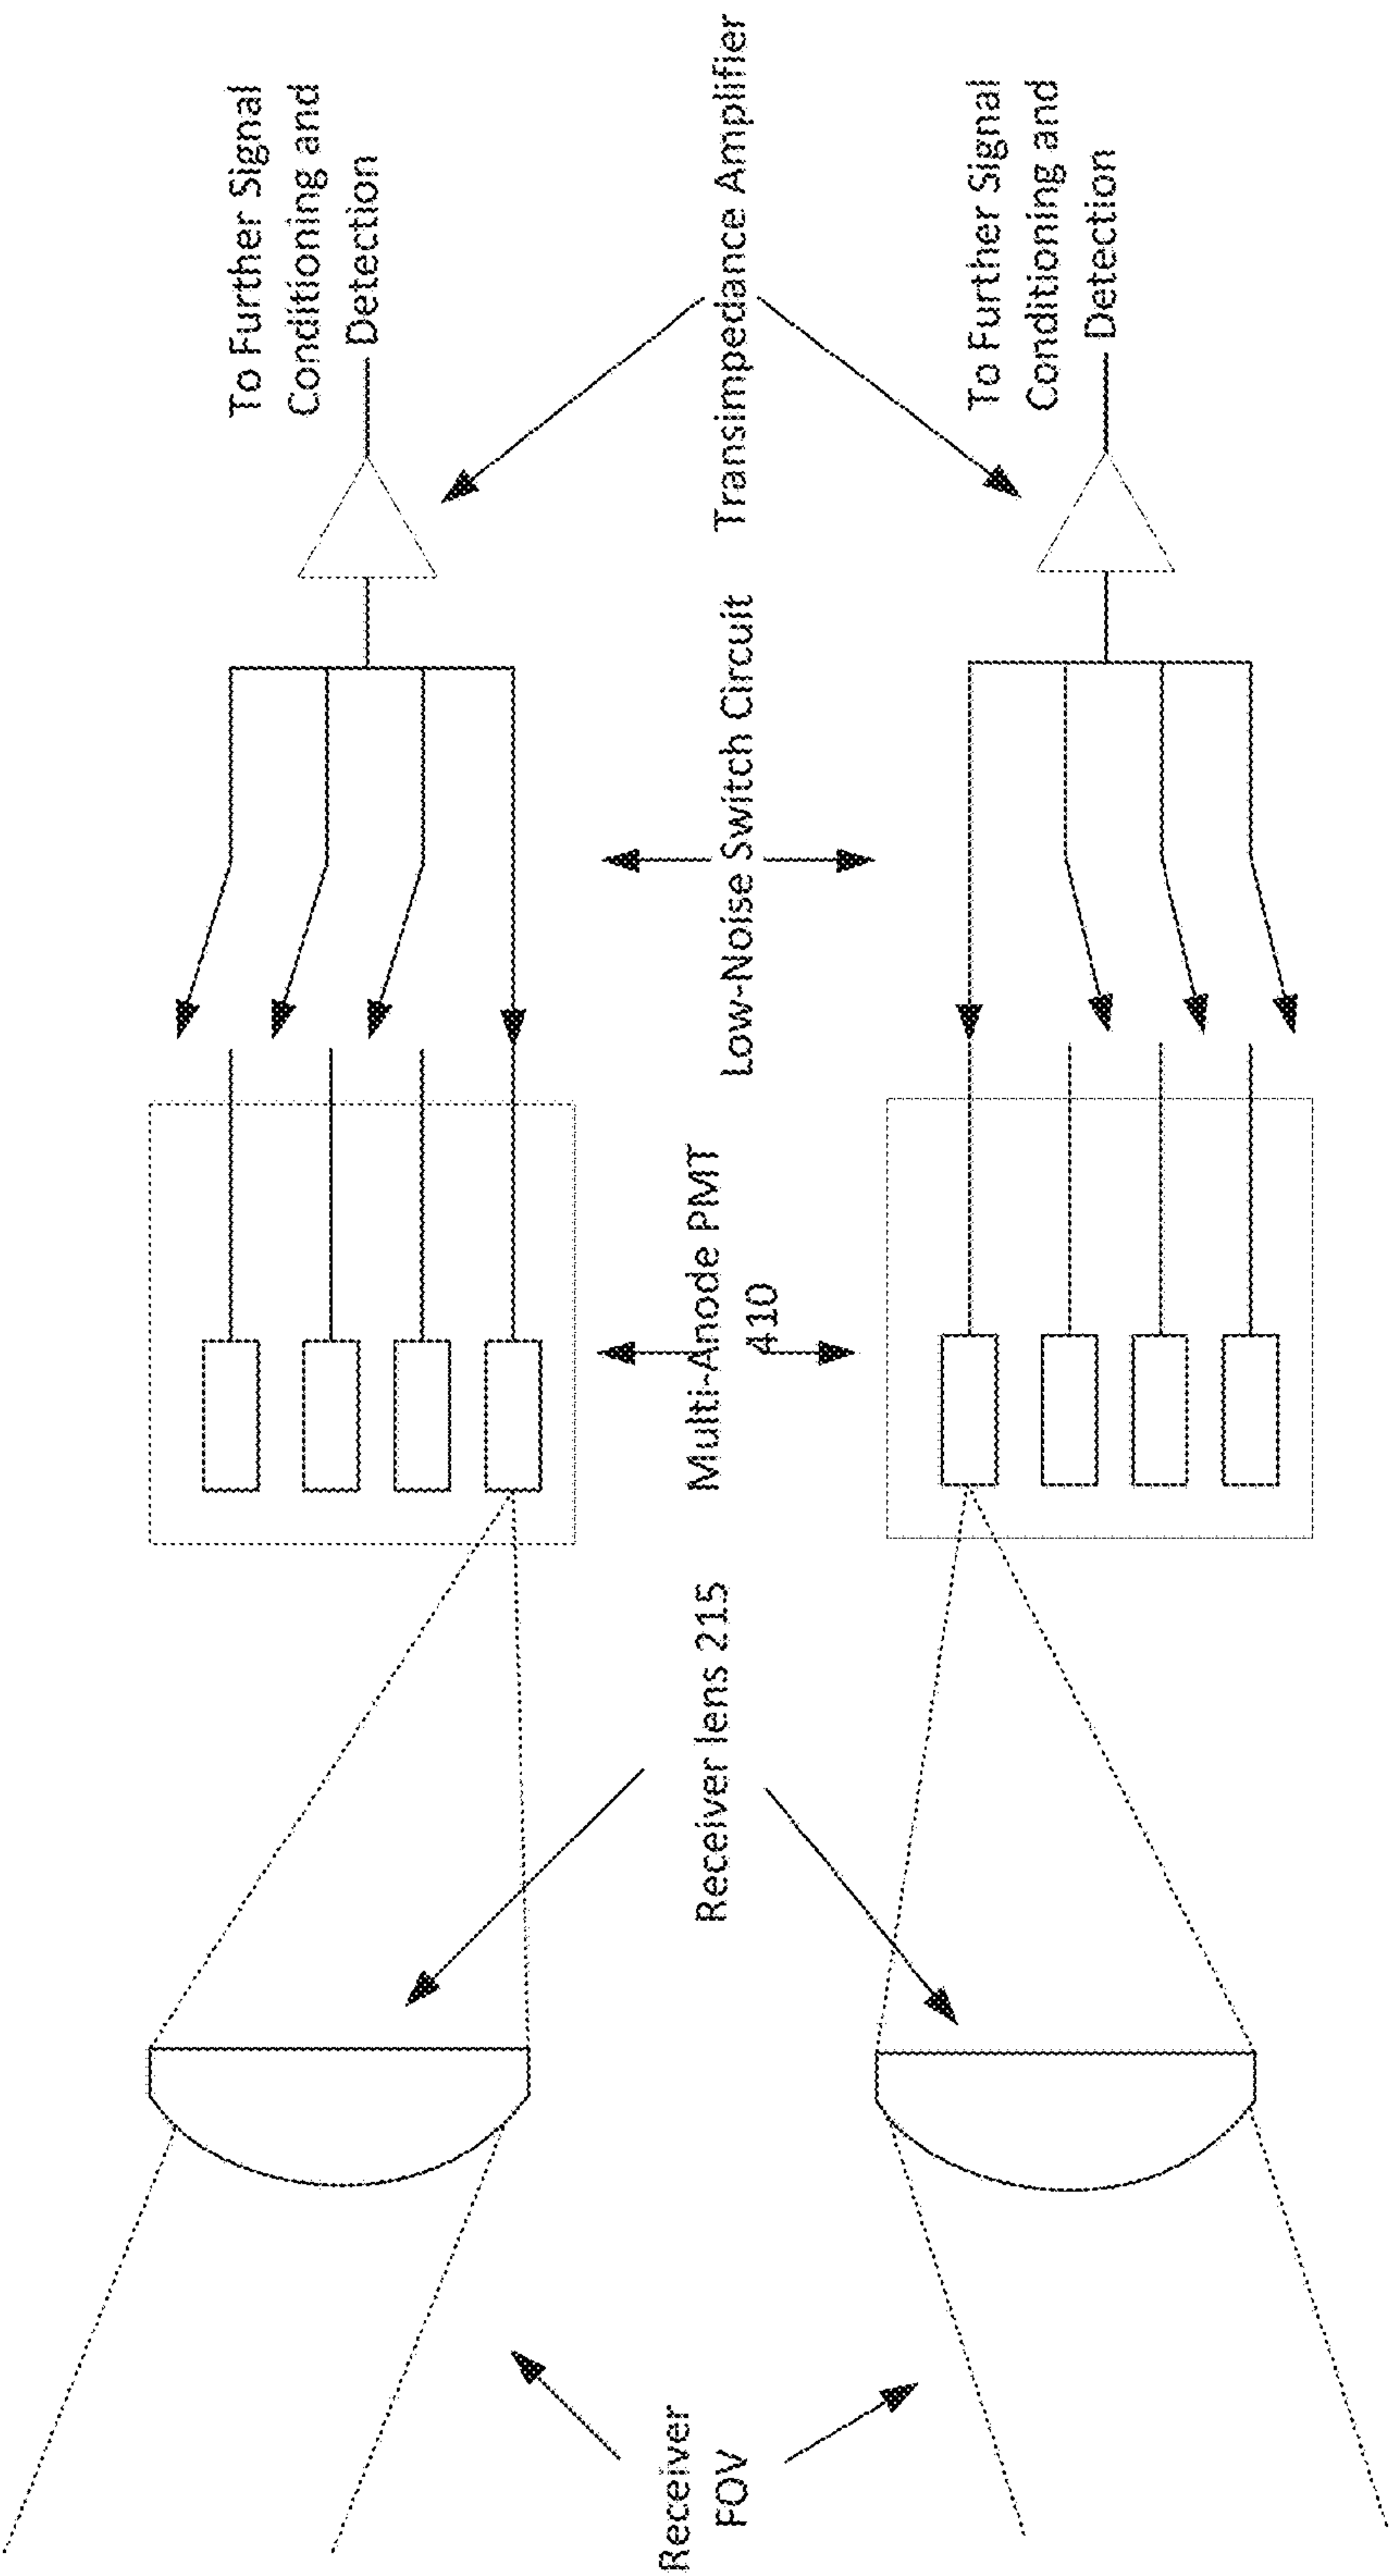 To Further Signal
Conditioning and
Detection
Receiver
FOV
Receiver lens 215
Multi-Anode PMT
410
Low-Noise Switch Circuit
Transimpedance Amplifier
To Further Signal
Conditioning and
Detection